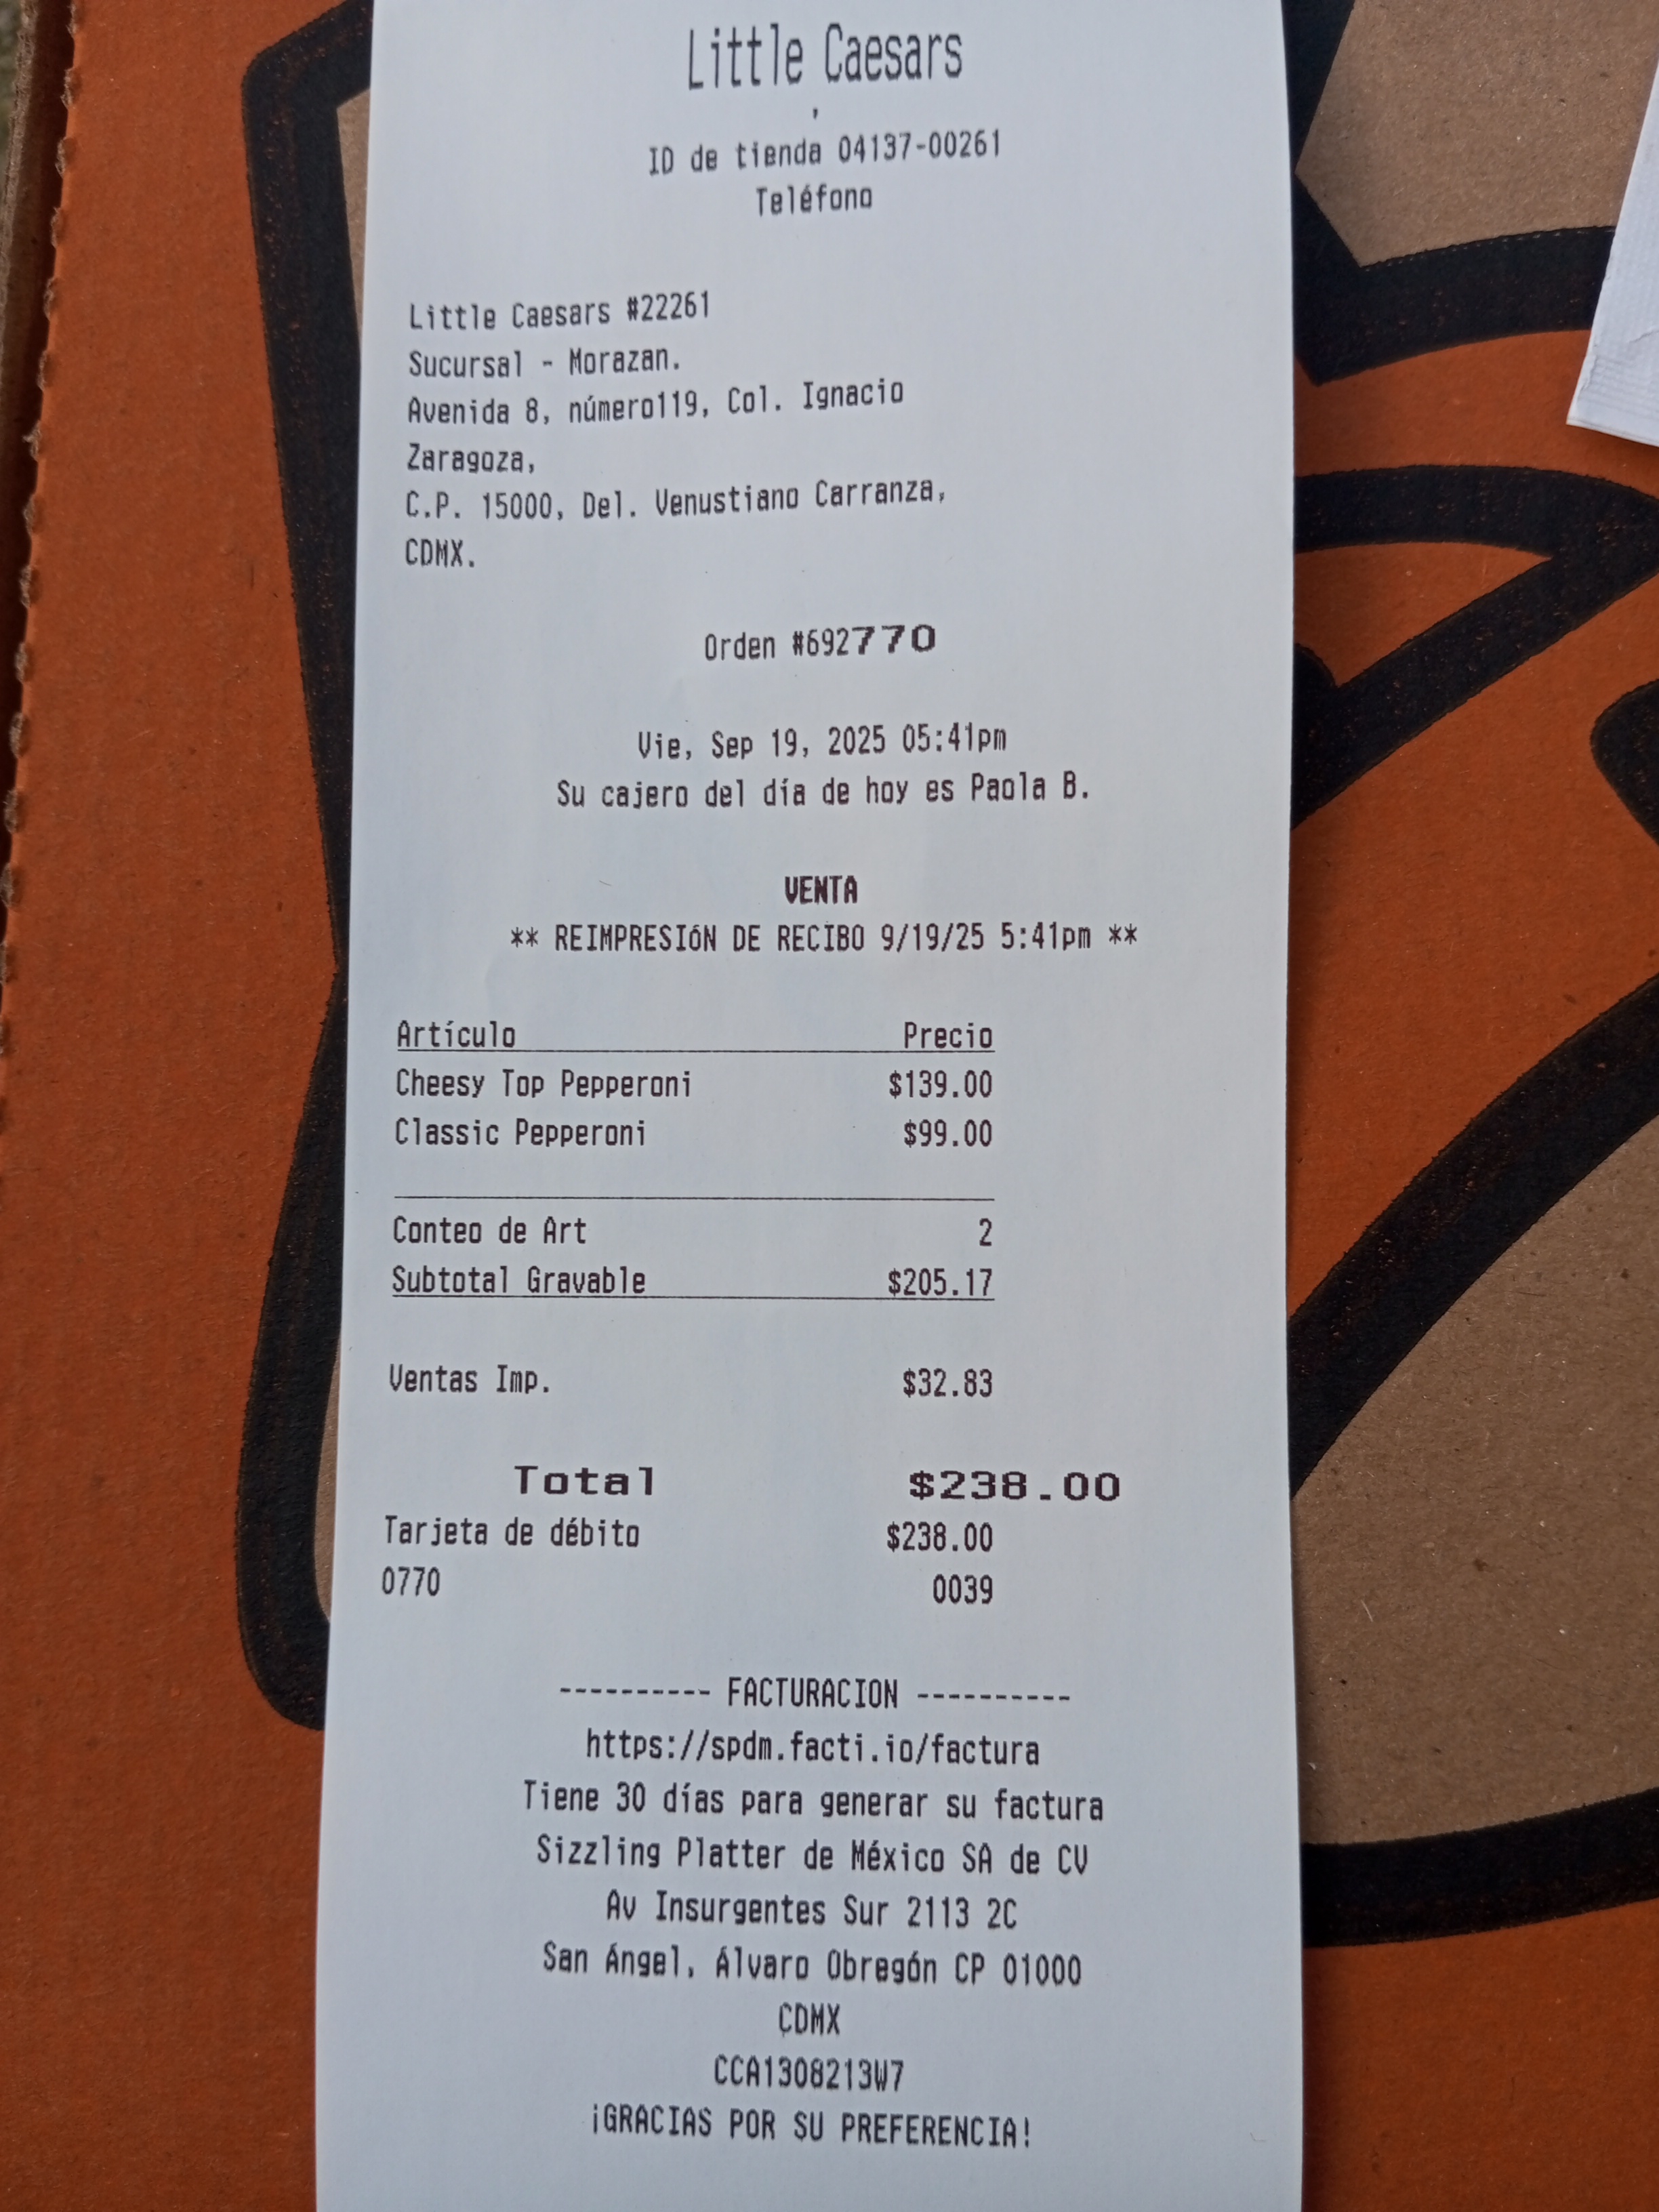 Little Caesars
,
ID de tienda 04137-00261
Teléfono
Little Caesars #22261
Sucursal - Morazan.
Avenida 8, número119, Col. Ignacio
Zaragoza,
C.P. 15000, Del. Venustiano Carranza,
CDMX.
Orden #692770
Vie, Sep 19, 2025 05:41pm
Su cajero del día de hoy es Paola B.
VENTA
** REIMPRESIóN DE RECIBO 9/19/25 5:41pm **
Artículo Precio
Cheesy Top Pepperoni $139.00
Classic Pepperoni $99.00
Conteo de Art 2
Subtotal Gravable $205.17
Ventas Imp. $32.83
Total $238.00
Tarjeta de débito $238.00
0770 0039
---------- FACTURACION ----------
https://spdm.facti.io/factura
Tiene 30 días para generar su factura
Sizzling Platter de México SA de CV
Av Insurgentes Sur 2113 2C
San Ángel, Álvaro Obregón CP 01000
CDMX
CCA1308213W7
¡GRACIAS POR SU PREFERENCIA!